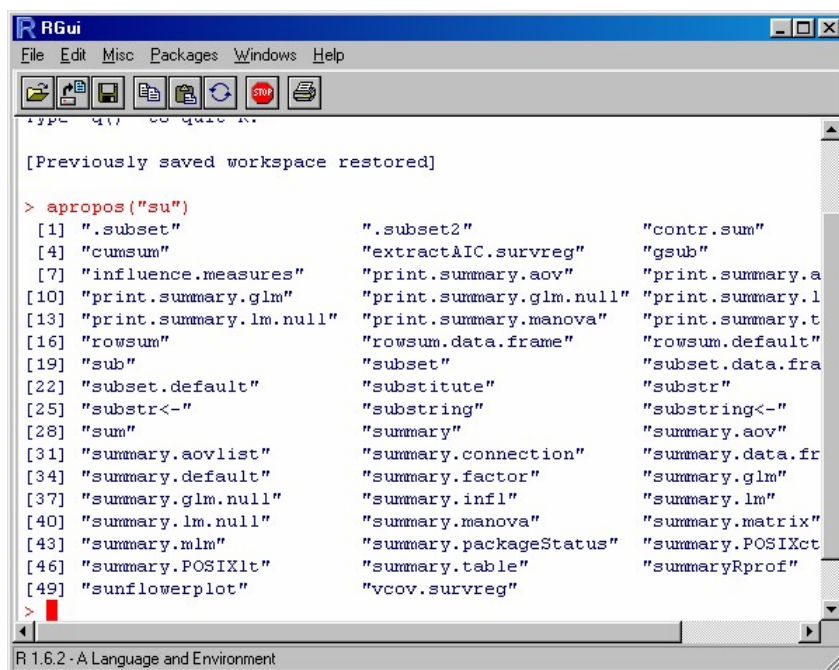 RGui
File Edit Misc Packages Windows Help
STOP
to quit R.
[Previously saved workspace restored]
> apropos("su")
[1] ".subset" ".subset2" "contr.sum"
[4] "cumsum" "extractAIC.survreg" "gsub"
[7] "influence.measures" "print.summary.aov" "print.summary.a
[10] "print.summary.glm" "print.summary.glm.null" "print.summary.l
[13] "print.summary.lm.null" "print.summary.manova" "print.summary.t
[16] "rowsum" "rowsum.data.frame" "rowsum.default"
[19] "sub" "subset" "subset.data.fra
[22] "subset.default" "substitute" "substr"
[25] "substr<-" "substring" "substring<-"
[28] "sum" "summary" "summary.aov"
[31] "summary.aovlist" "summary.connection" "summary.data.fr
[34] "summary.default" "summary.factor" "summary.glm"
[37] "summary.glm.null" "summary.infl" "summary.lm"
[40] "summary.lm.null" "summary.manova" "summary.matrix"
[43] "summary.mlm" "summary.packageStatus" "summary.POSIXct
[46] "summary.POSIXlt" "summary.table" "summaryRprof"
[49] "sunflowerplot" "vcov.survreg"
>
R 1.6.2 - A Language and Environment